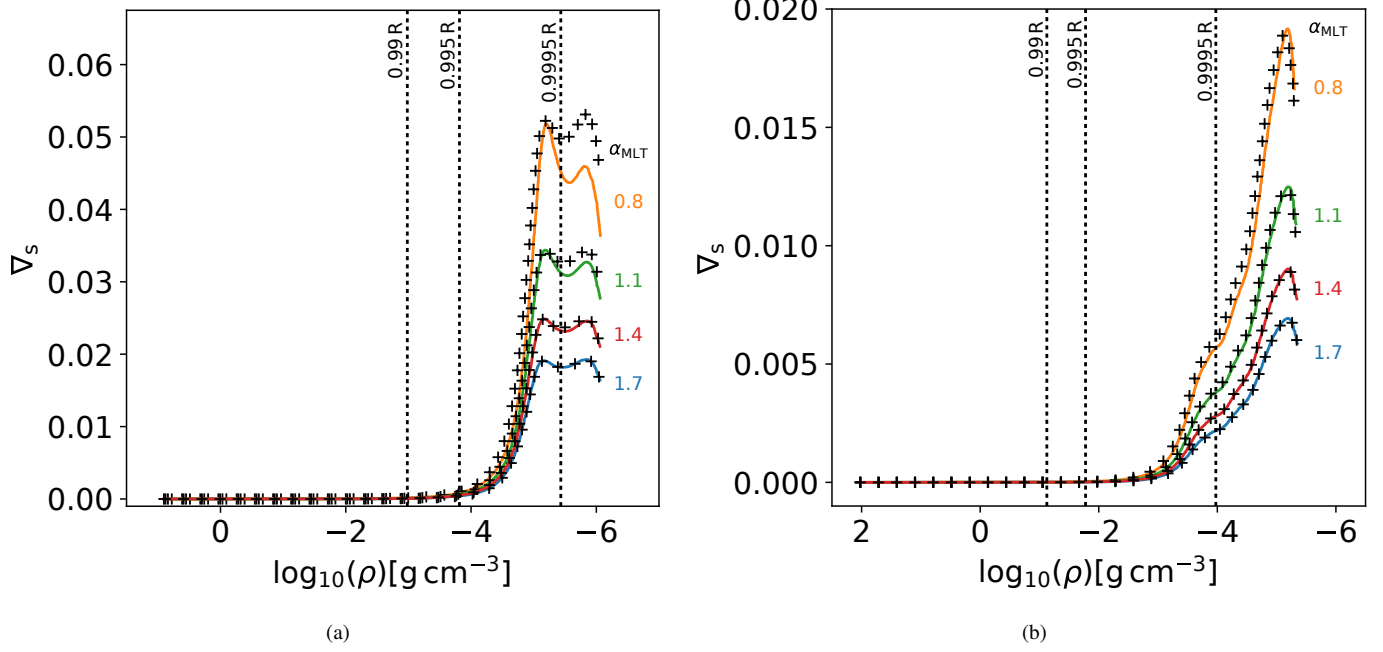 0.06
0.05
0.04
0.03
0.02
0.01
0.00
∇s
0.99 R
0.995 R
0.9995 R
αMLT
0.8
1.1
1.4
1.7
0
−2
−4
−6
log10(ρ)[g cm−3]
(a)
0.020
0.015
0.010
0.005
0.000
∇s
0.99 R
0.995 R
0.9995 R
αMLT
0.8
1.1
1.4
1.7
2
0
−2
−4
−6
log10(ρ)[g cm−3]
(b)